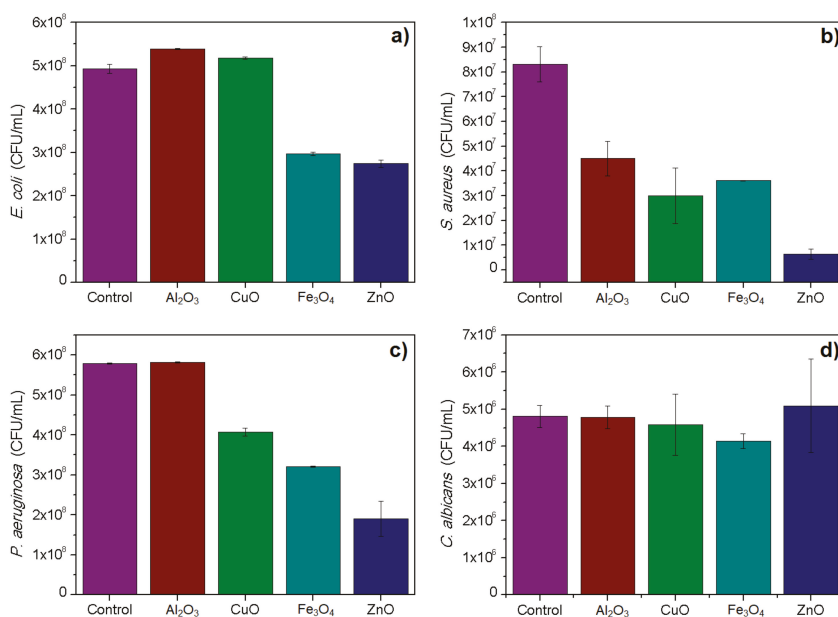 a)
E. coli (CFU/mL)
6x10⁸
5x10⁸
4x10⁸
3x10⁸
2x10⁸
1x10⁸
0
Control Al₂O₃ CuO Fe₃O₄ ZnO
b)
S. aureus (CFU/mL)
9x10⁷
8x10⁷
7x10⁷
6x10⁷
5x10⁷
4x10⁷
3x10⁷
2x10⁷
1x10⁷
0
Control Al₂O₃ CuO Fe₃O₄ ZnO
c)
P. aeruginosa (CFU/mL)
6x10⁸
5x10⁸
4x10⁸
3x10⁸
2x10⁸
1x10⁸
0
Control Al₂O₃ CuO Fe₃O₄ ZnO
d)
C. albicans (CFU/mL)
7x10⁶
6x10⁶
5x10⁶
4x10⁶
3x10⁶
2x10⁶
1x10⁶
0
Control Al₂O₃ CuO Fe₃O₄ ZnO